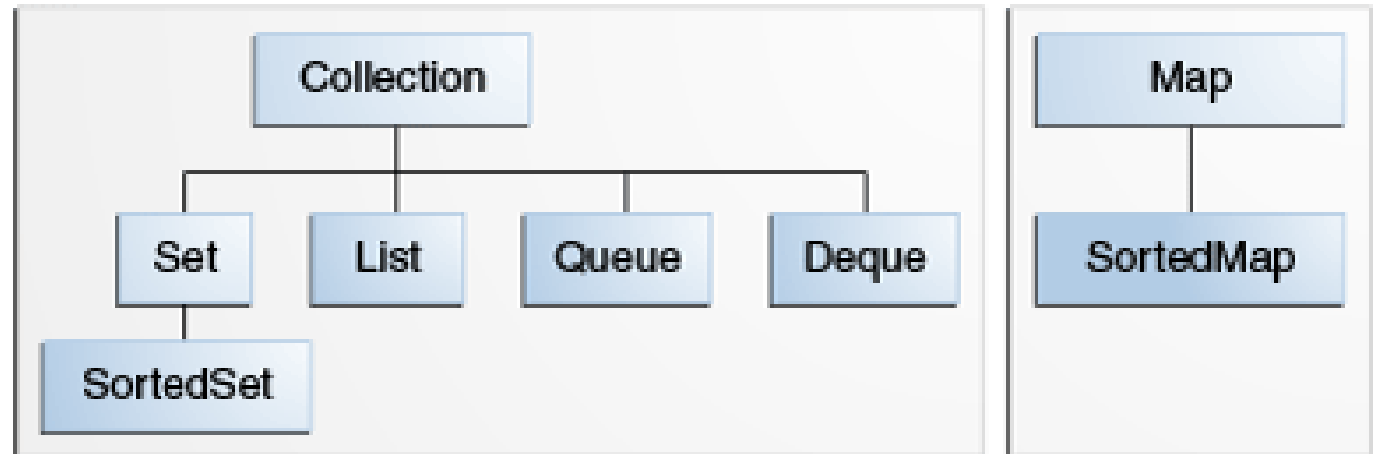 Collection
Map
Set
List
Queue
Deque
SortedMap
SortedSet